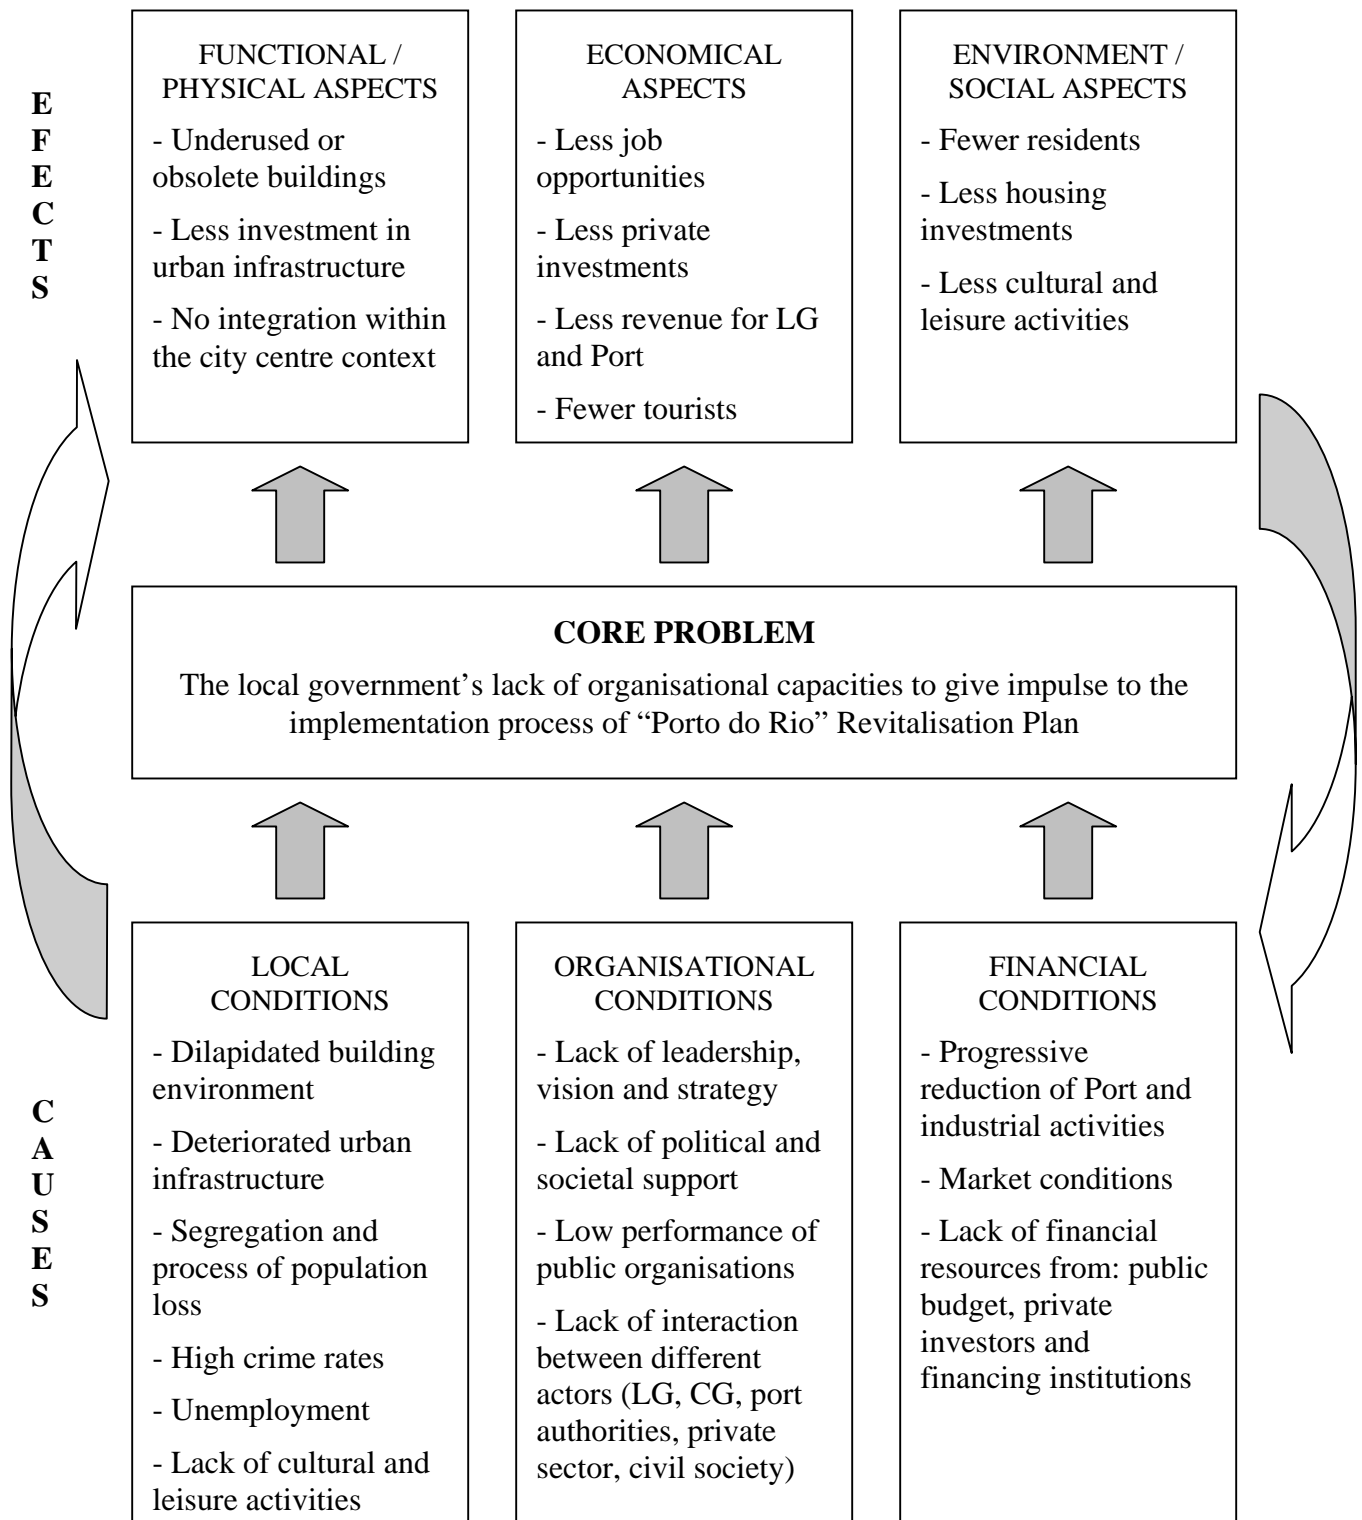 E
F
E
C
T
S
FUNCTIONAL /
PHYSICAL ASPECTS
- Underused or
obsolete buildings
- Less investment in
urban infrastructure
- No integration within
the city centre context
ECONOMICAL
ASPECTS
- Less job
opportunities
- Less private
investments
- Less revenue for LG
and Port
- Fewer tourists
ENVIRONMENT /
SOCIAL ASPECTS
- Fewer residents
- Less housing
investments
- Less cultural and
leisure activities
CORE PROBLEM
The local government’s lack of organisational capacities to give impulse to the
implementation process of “Porto do Rio” Revitalisation Plan
C
A
U
S
E
S
LOCAL
CONDITIONS
- Dilapidated building
environment
- Deteriorated urban
infrastructure
- Segregation and
process of population
loss
- High crime rates
- Unemployment
- Lack of cultural and
leisure activities
ORGANISATIONAL
CONDITIONS
- Lack of leadership,
vision and strategy
- Lack of political and
societal support
- Low performance of
public organisations
- Lack of interaction
between different
actors (LG, CG, port
authorities, private
sector, civil society)
FINANCIAL
CONDITIONS
- Progressive
reduction of Port and
industrial activities
- Market conditions
- Lack of financial
resources from: public
budget, private
investors and
financing institutions